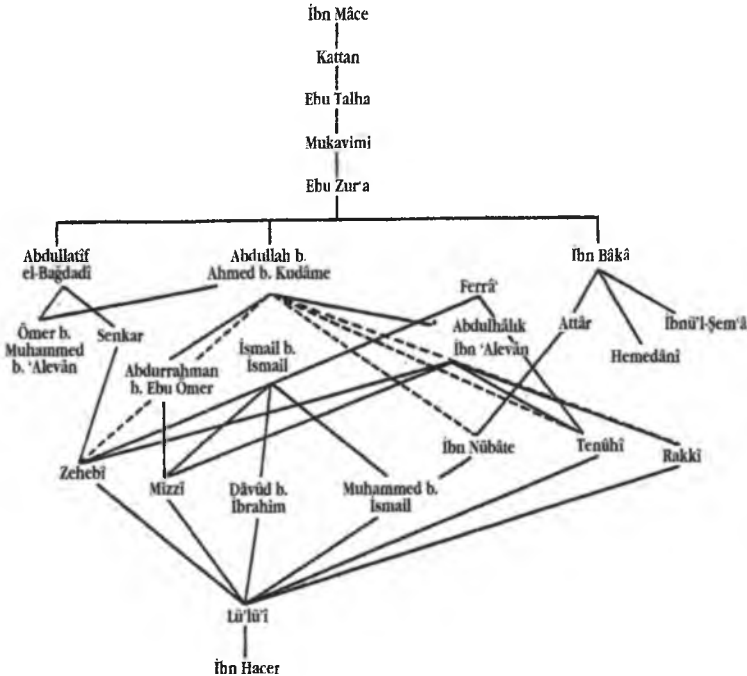 İbn Mâce
Kattan
Ebu Talha
Mukavimi
Ebu Zur'a
Abdullatîf
el-Bağdadî
Abdullah b.
Ahmed b. Kudâme
İbn Bâkâ
Ferrâ'
Ömer b.
Muhammed
b. 'Alevân
Senkar
Abdurrahman
b. Ebu Ömer
İsmail b.
İsmail
Abdulhâlık
İbn 'Alevân
Attâr
Hemedânî
İbnü'l-Şem'â
Zehebî
Mizzî
Dâvûd b.
İbrahim
Muhammed b.
İsmail
İbn Nübâte
Tenûhî
Rakkî
Lü'lü'î
İbn Hacer